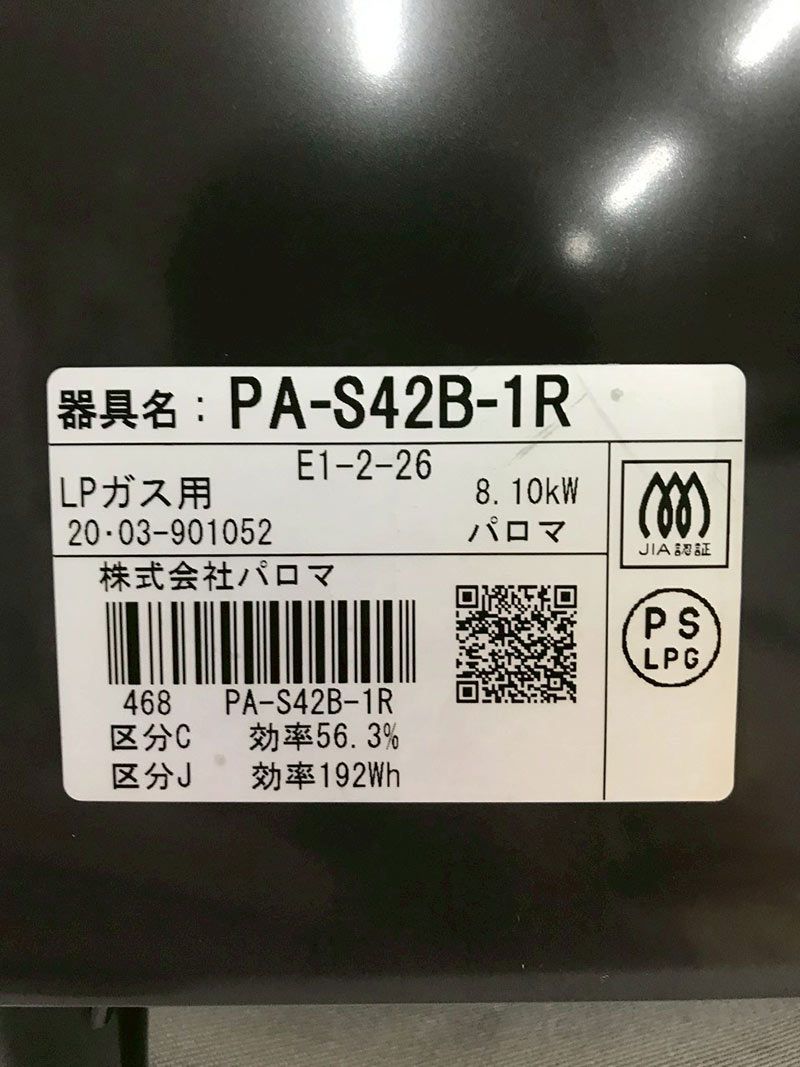 器具名：PA-S42B-1R
E1-2-26
LPガス用 8.10kW
20・03-901052 パロマ
JIA認証
株式会社パロマ
PS
LPG
468 PA-S42B-1R
区分C 効率56.3%
区分J 効率192Wh